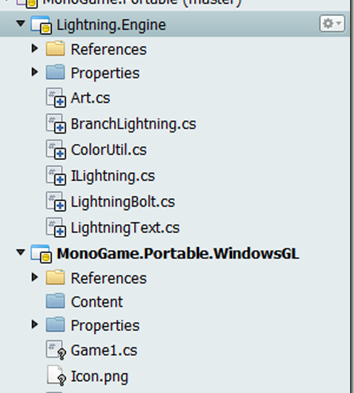 MonoGame.Portable (master)
Lightning.Engine
References
Properties
Art.cs
BranchLightning.cs
ColorUtil.cs
ILightning.cs
LightningBolt.cs
LightningText.cs
MonoGame.Portable.WindowsGL
References
Content
Properties
Game1.cs
Icon.png